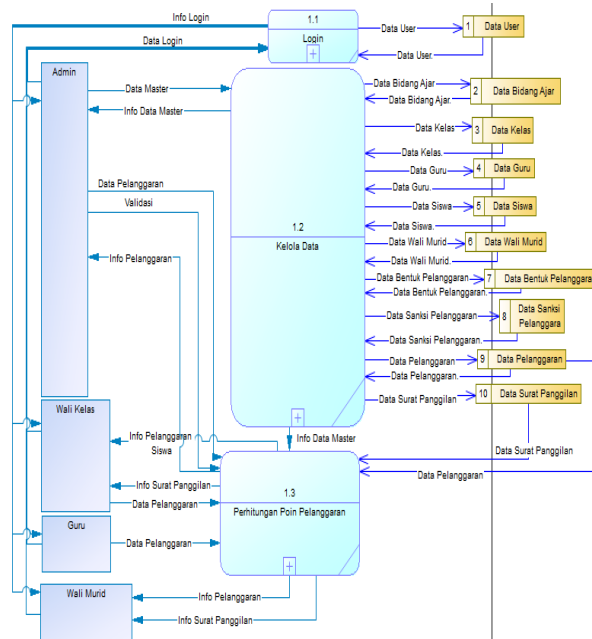 Info Login
1.1
Login
Data User
1 Data User
Data Login
Data User.
Admin
Data Master
Info Data Master
Data Bidang Ajar
2 Data Bidang Ajar
Data Bidang Ajar.
Data Kelas
3 Data Kelas
Data Kelas.
Data Guru
4 Data Guru
Data Guru.
Data Pelanggaran
Validasi
Data Siswa
5 Data Siswa
Data Siswa.
1.2
Kelola Data
Data Wali Murid
6 Data Wali Murid
Data Wali Murid.
Info Pelanggaran
Data Bentuk Pelanggaran
7 Data Bentuk Pelanggara
Data Bentuk Pelanggaran.
Data Sanksi Pelanggaran
8 Data Sanksi
Pelanggara
Data Sanksi Pelanggaran.
Data Pelanggaran
9 Data Pelanggaran
Data Pelanggaran.
Data Surat Panggilan
10 Data Surat Panggilan
Wali Kelas
Info Pelanggaran
Siswa
Info Data Master
Data Surat Panggilan
Data Pelanggaran
Info Surat Panggilan
1.3
Perhitungan Poin Pelanggaran
Data Pelanggaran
Guru
Data Pelanggaran
Wali Murid
Info Pelanggaran
Info Surat Panggilan